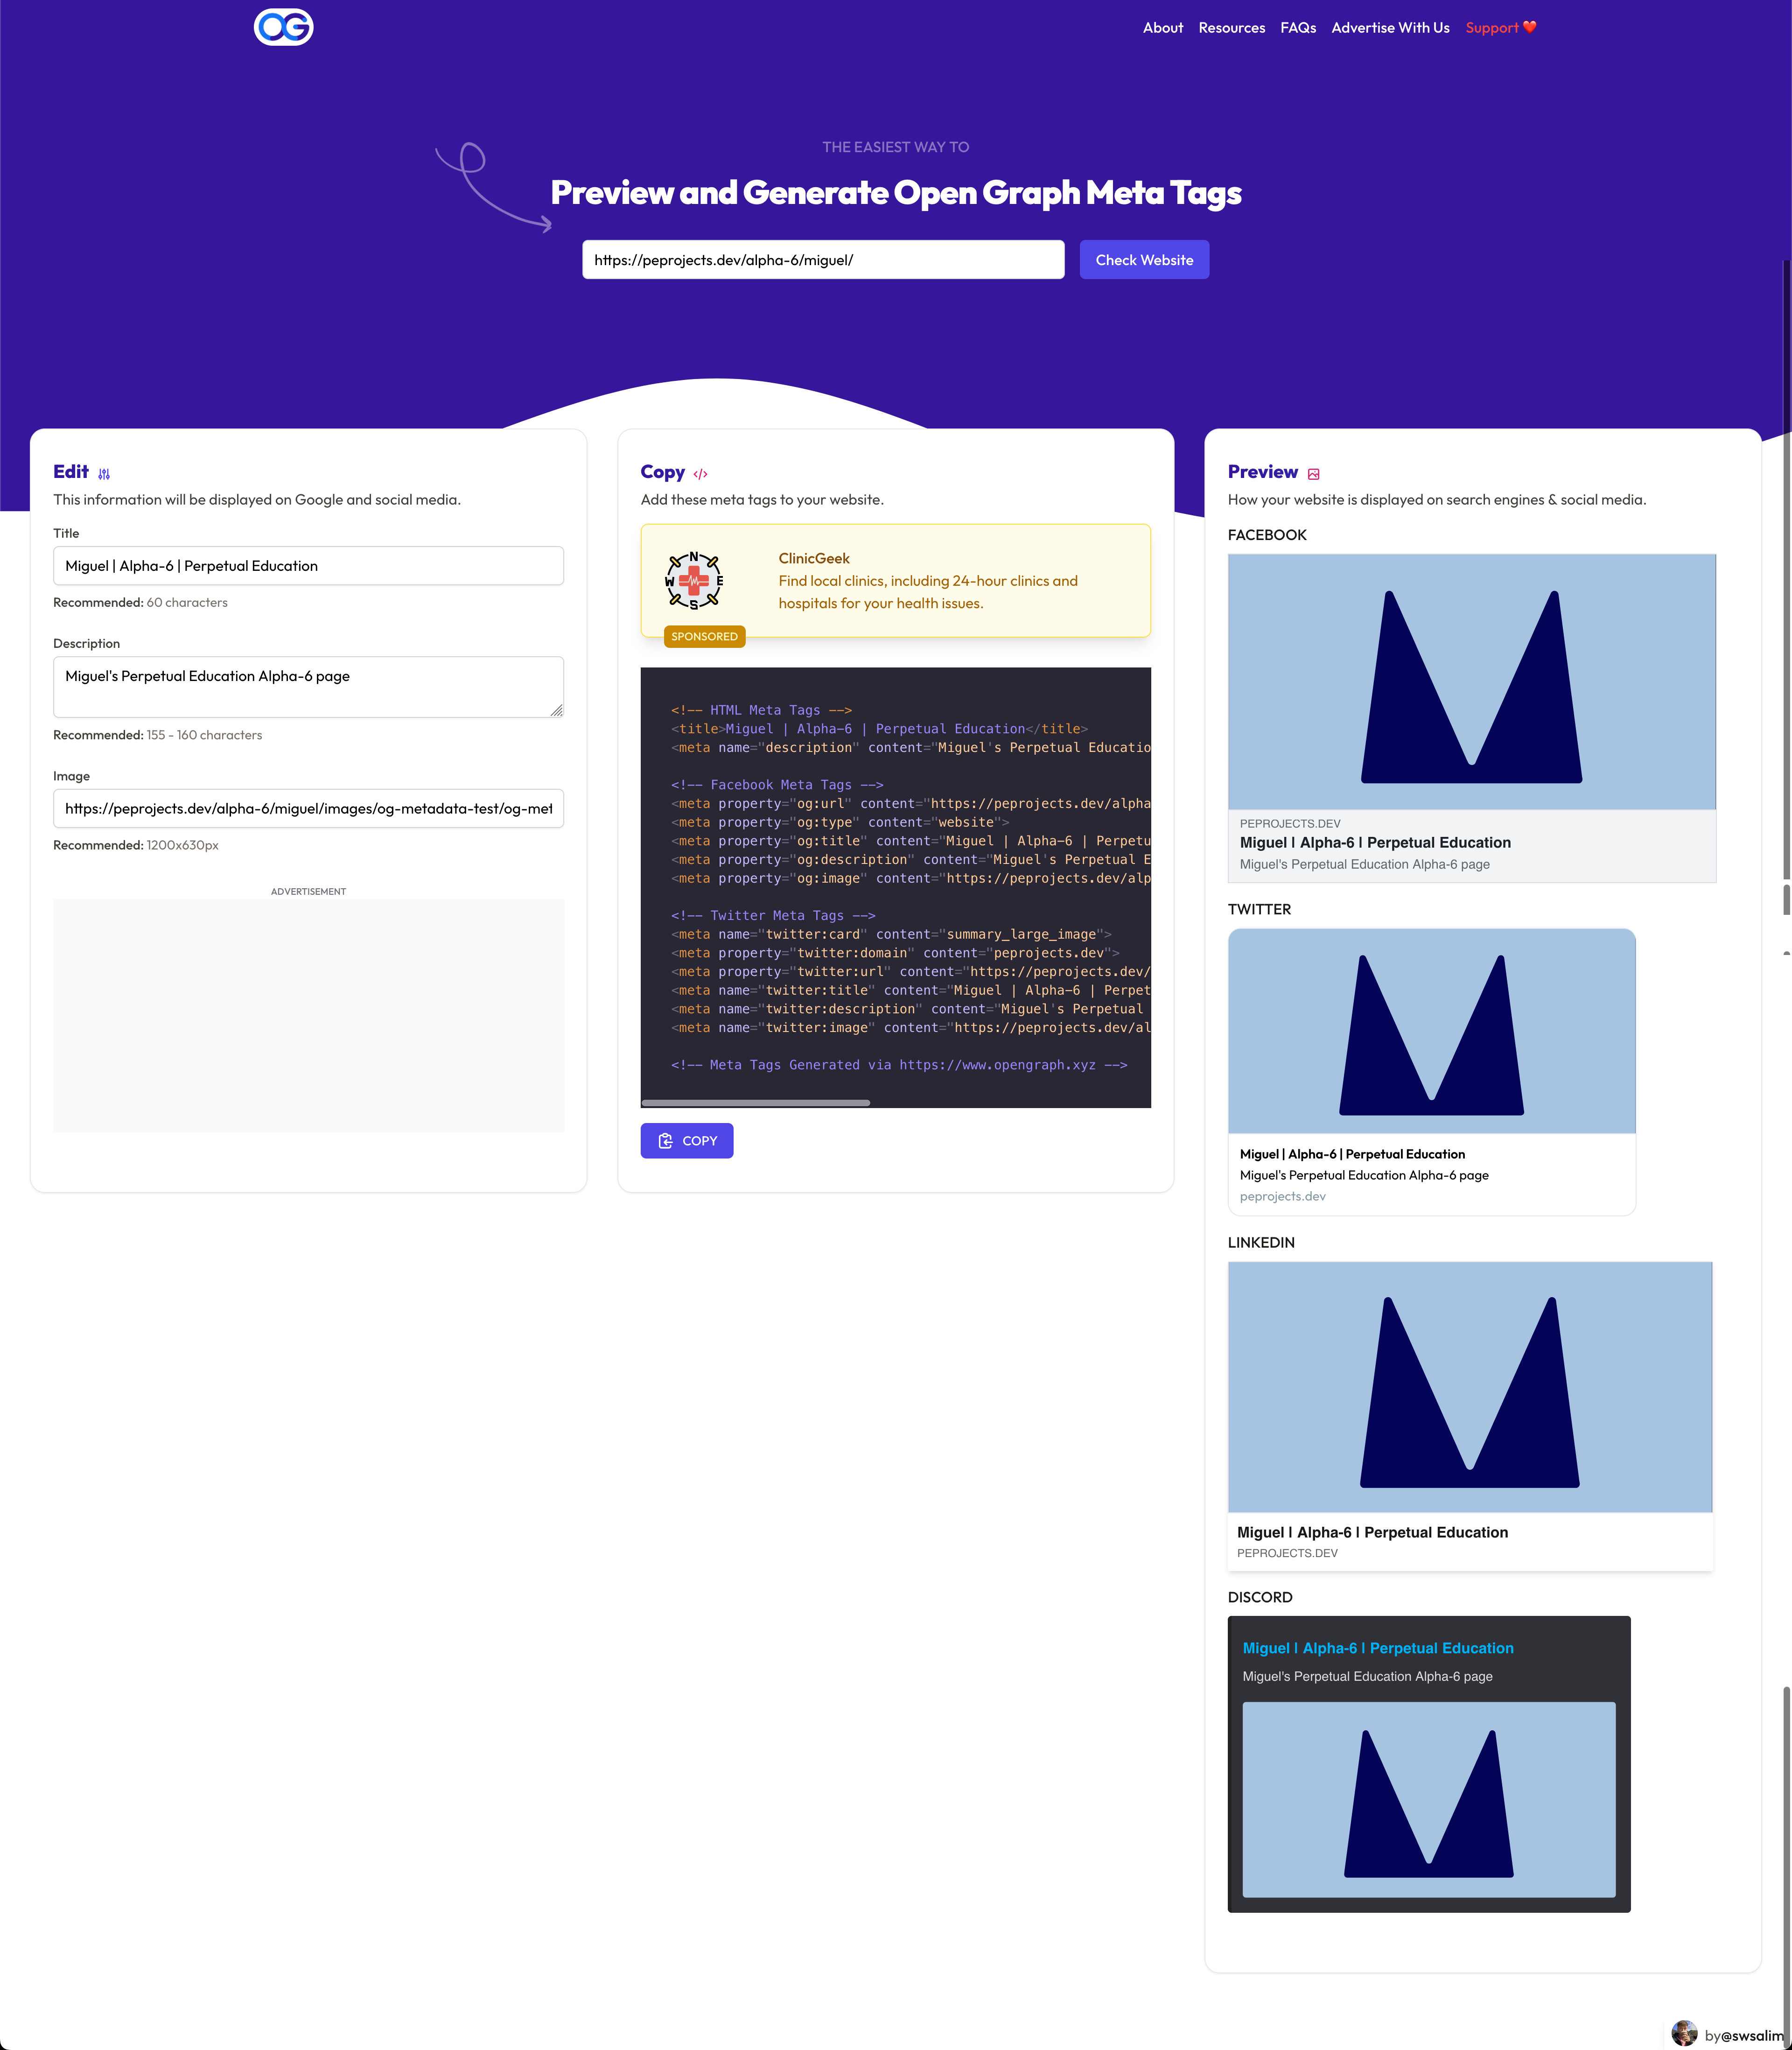 OG
About Resources FAQs Advertise With Us Support ❤️
THE EASIEST WAY TO
Preview and Generate Open Graph Meta Tags
https://peprojects.dev/alpha-6/miguel/
Check Website
Edit
This information will be displayed on Google and social media.
Title
Miguel | Alpha-6 | Perpetual Education
Recommended: 60 characters
Description
Miguel's Perpetual Education Alpha-6 page
Recommended: 155 - 160 characters
Image
https://peprojects.dev/alpha-6/miguel/images/og-metadata-test/og-met
Recommended: 1200x630px
ADVERTISEMENT
Copy </>
Add these meta tags to your website.
N
W E
S
ClinicGeek
Find local clinics, including 24-hour clinics and
hospitals for your health issues.
SPONSORED
<!-- HTML Meta Tags -->
<title>Miguel | Alpha-6 | Perpetual Education</title>
<meta name="description" content="Miguel's Perpetual Educatio
<!-- Facebook Meta Tags -->
<meta property="og:url" content="https://peprojects.dev/alpha
<meta property="og:type" content="website">
<meta property="og:title" content="Miguel | Alpha-6 | Perpetu
<meta property="og:description" content="Miguel's Perpetual E
<meta property="og:image" content="https://peprojects.dev/alp
<!-- Twitter Meta Tags -->
<meta name="twitter:card" content="summary_large_image">
<meta property="twitter:domain" content="peprojects.dev">
<meta property="twitter:url" content="https://peprojects.dev/
<meta name="twitter:title" content="Miguel | Alpha-6 | Perpet
<meta name="twitter:description" content="Miguel's Perpetual
<meta name="twitter:image" content="https://peprojects.dev/al
<!-- Meta Tags Generated via https://www.opengraph.xyz -->
COPY
Preview
How your website is displayed on search engines & social media.
FACEBOOK
PEPROJECTS.DEV
Miguel | Alpha-6 | Perpetual Education
Miguel's Perpetual Education Alpha-6 page
TWITTER
Miguel | Alpha-6 | Perpetual Education
Miguel's Perpetual Education Alpha-6 page
peprojects.dev
LINKEDIN
Miguel | Alpha-6 | Perpetual Education
PEPROJECTS.DEV
DISCORD
Miguel | Alpha-6 | Perpetual Education
Miguel's Perpetual Education Alpha-6 page
by@swsalim